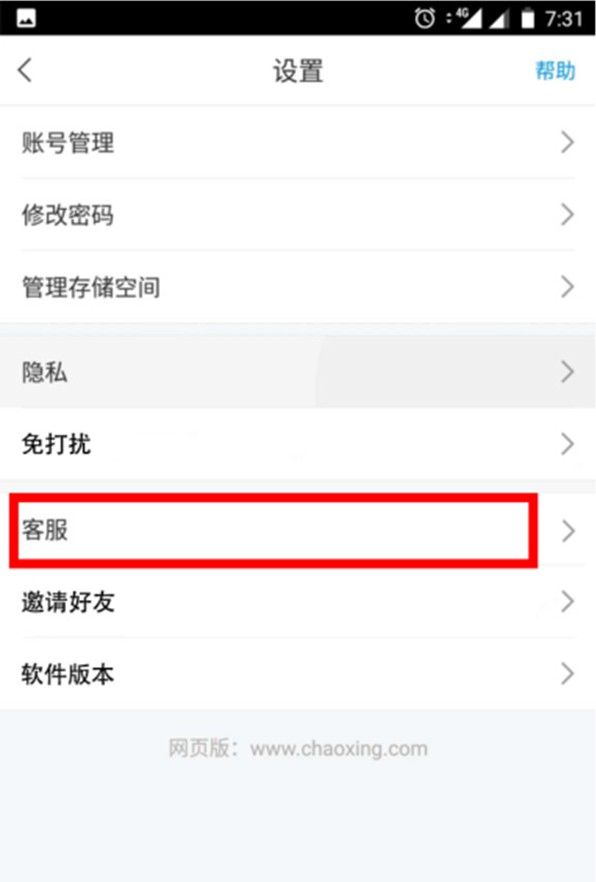 4G 7:31
设置 帮助
账号管理
修改密码
管理存储空间
隐私
免打扰
客服
邀请好友
软件版本
网页版：www.chaoxing.com